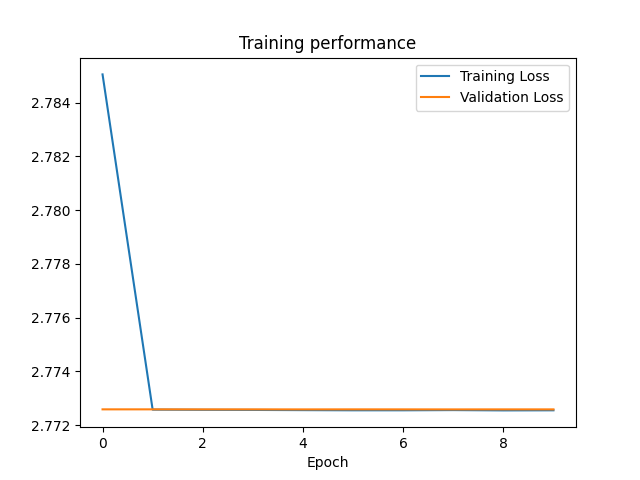 Training performance
Training Loss
Validation Loss
2.784
2.782
2.780
2.778
2.776
2.774
2.772
0 2 4 6 8
Epoch